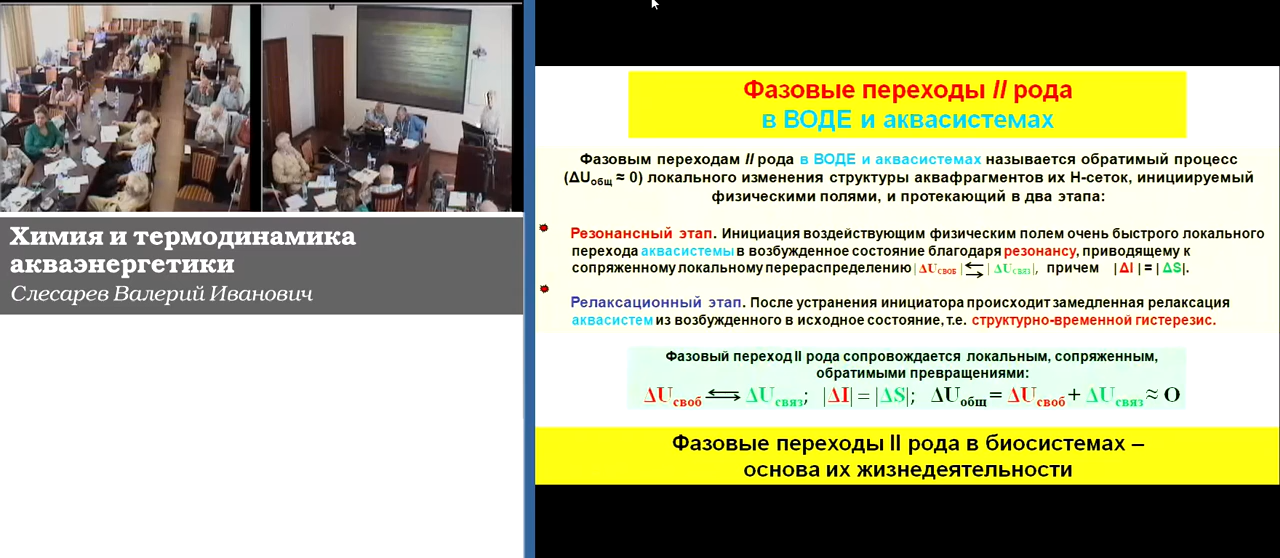 Химия и термодинамика
акваэнергетики
Слесарев Валерий Иванович
Фазовые переходы II рода
в ВОДЕ и аквасистемах
Фазовым переходам II рода в ВОДЕ и аквасистемах называется обратимый процесс
(ΔUобщ ≈ 0) локального изменения структуры аквафрагментов их Н-сеток, инициируемый
физическими полями, и протекающий в два этапа:
Резонансный этап. Инициация воздействующим физическим полем очень быстрого локального
перехода аквасистемы в возбужденное состояние благодаря резонансу, приводящему к
сопряженному локальному перераспределению |ΔUсвоб| ⇆ |ΔUсвяз|, причем |ΔI| = |ΔS|.
Релаксационный этап. После устранения инициатора происходит замедленная релаксация
аквасистем из возбужденного в исходное состояние, т.е. структурно-временной гистерезис.
Фазовый переход II рода сопровождается локальным, сопряженным,
обратимыми превращениями:
ΔUсвоб ⇆ ΔUсвяз; |ΔI| = |ΔS|; ΔUобщ = ΔUсвоб + ΔUсвяз ≈ О
Фазовые переходы II рода в биосистемах –
основа их жизнедеятельности